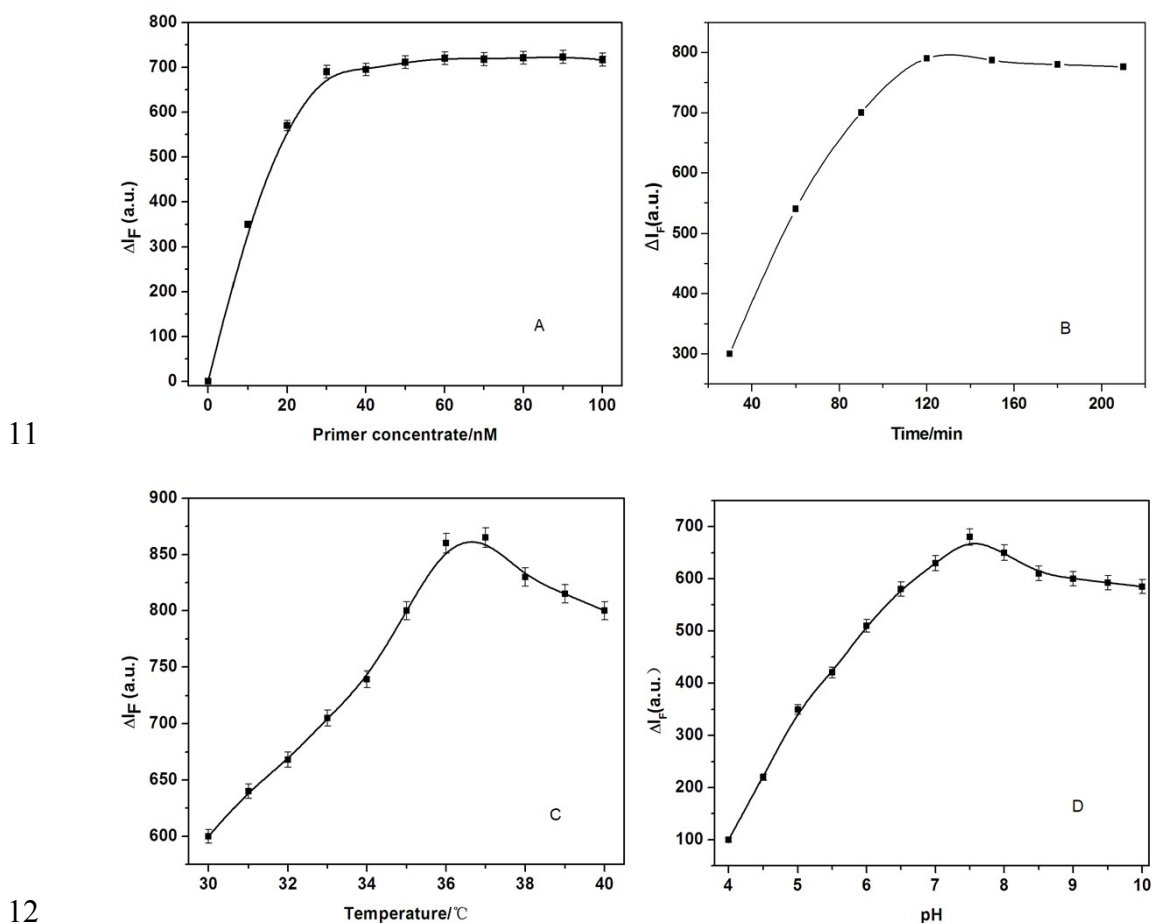 800
700
600
500
400
300
200
100
0
ΔIF (a.u.)
0 20 40 60 80 100
Primer concentrate/nM
A
800
700
600
500
400
300
ΔIF(a.u.)
40 80 120 160 200
Time/min
B
11
900
850
800
750
700
650
600
ΔIF (a.u.)
30 32 34 36 38 40
Temperature/℃
C
700
600
500
400
300
200
100
ΔIF(a.u.)
4 5 6 7 8 9 10
pH
D
12